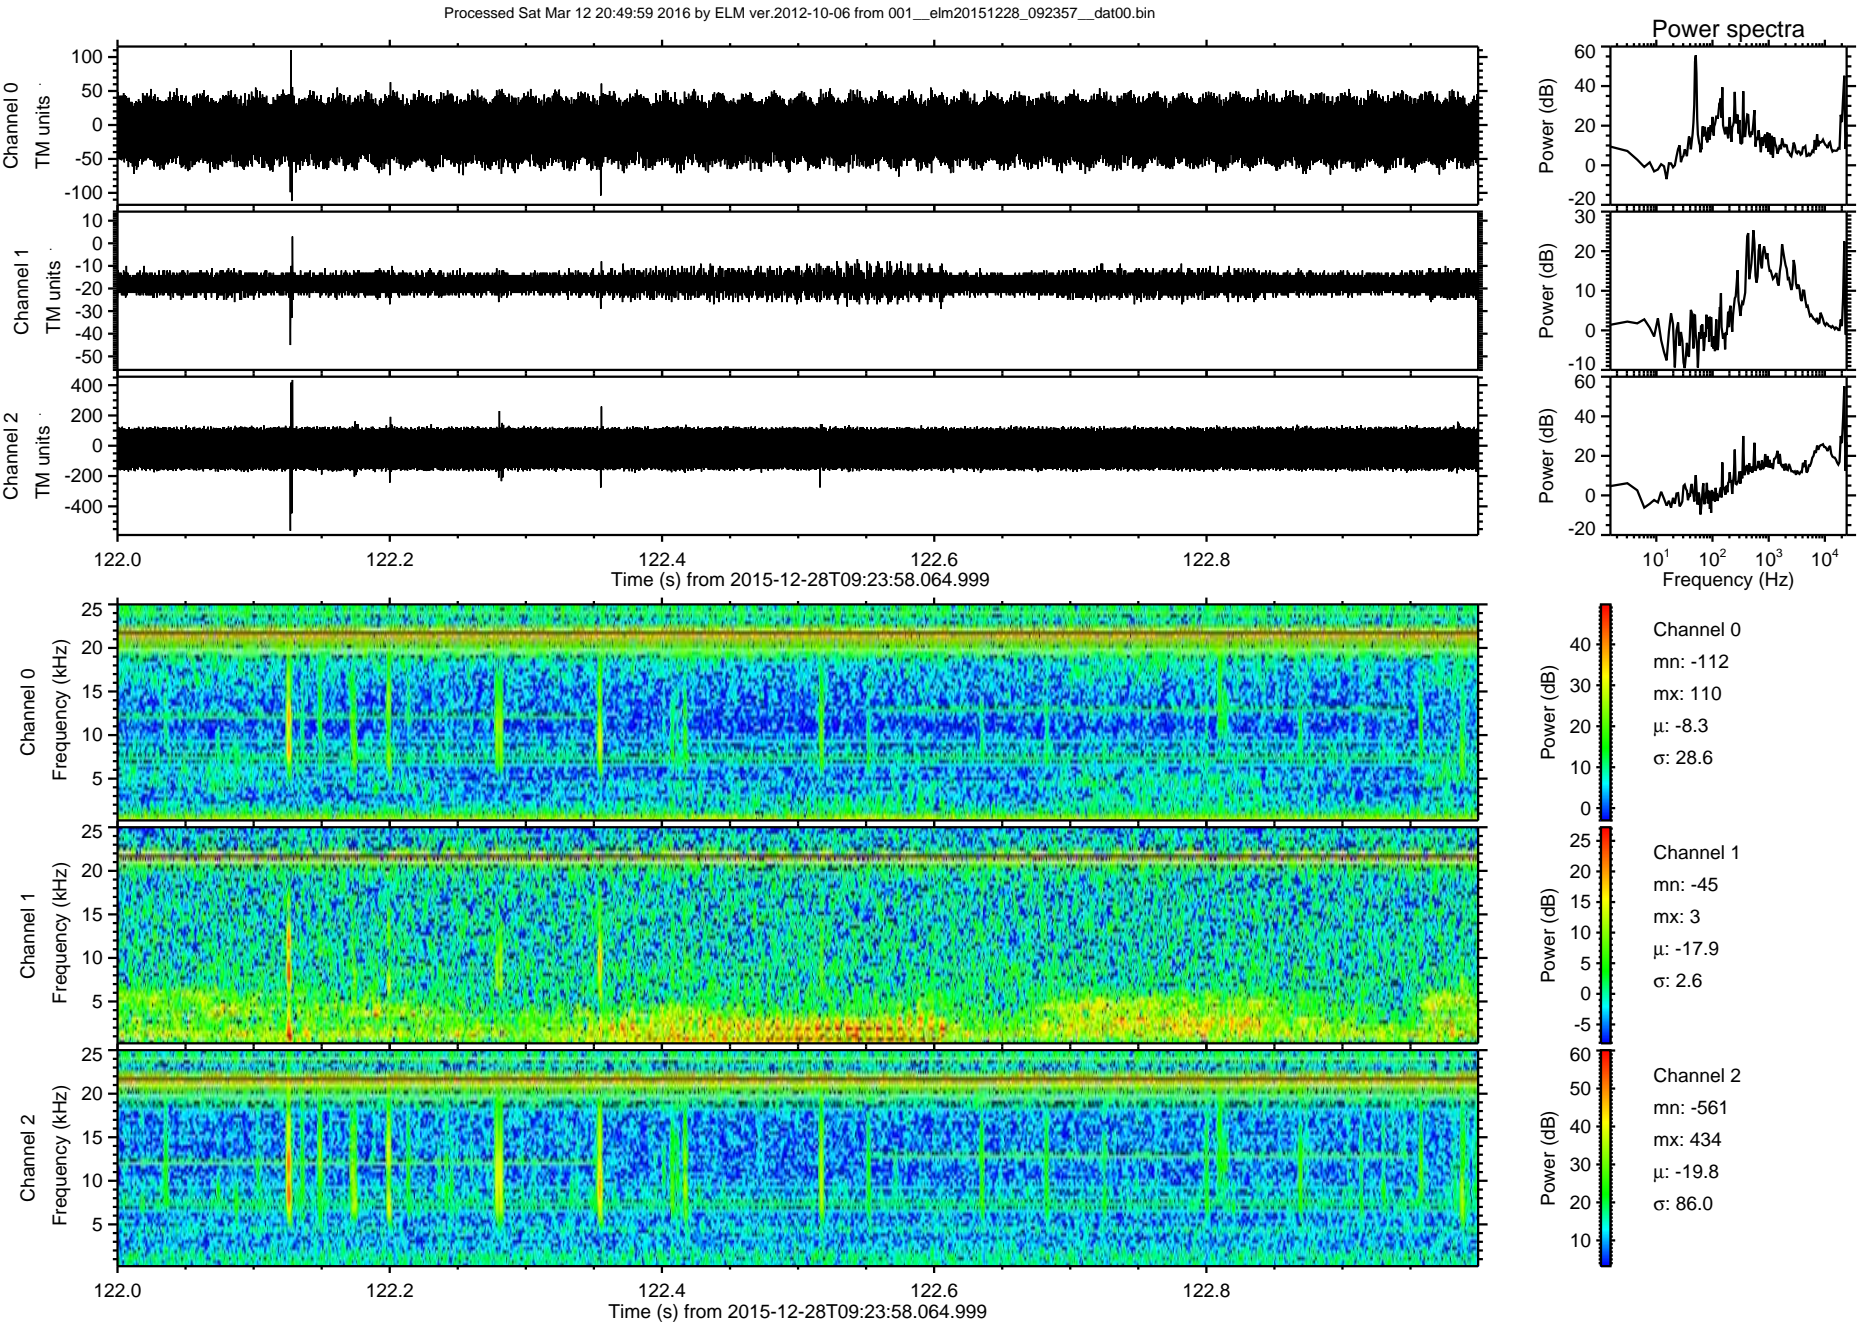 Processed Sat Mar 12 20:49:59 2016 by ELM ver.2012-10-06 from 001__elm20151228_092357__dat00.bin
Power spectra
Channel 0
TM units
100
50
0
-50
-100
Power (dB)
60
40
20
0
-20
Channel 1
TM units
10
0
-10
-20
-30
-40
-50
Power (dB)
30
20
10
0
-10
Channel 2
TM units
400
200
0
-200
-400
Power (dB)
60
40
20
0
-20
122.0 122.2 122.4 122.6 122.8
Time (s) from 2015-12-28T09:23:58.064.999
10¹ 10² 10³ 10⁴
Frequency (Hz)
Channel 0
Frequency (kHz)
25
20
15
10
5
Power (dB)
40
30
20
10
0
Channel 0
mn: -112
mx: 110
µ: -8.3
σ: 28.6
Channel 1
Frequency (kHz)
25
20
15
10
5
Power (dB)
25
20
15
10
5
0
-5
Channel 1
mn: -45
mx: 3
µ: -17.9
σ: 2.6
Channel 2
Frequency (kHz)
25
20
15
10
5
Power (dB)
60
50
40
30
20
10
Channel 2
mn: -561
mx: 434
µ: -19.8
σ: 86.0
122.0 122.2 122.4 122.6 122.8
Time (s) from 2015-12-28T09:23:58.064.999